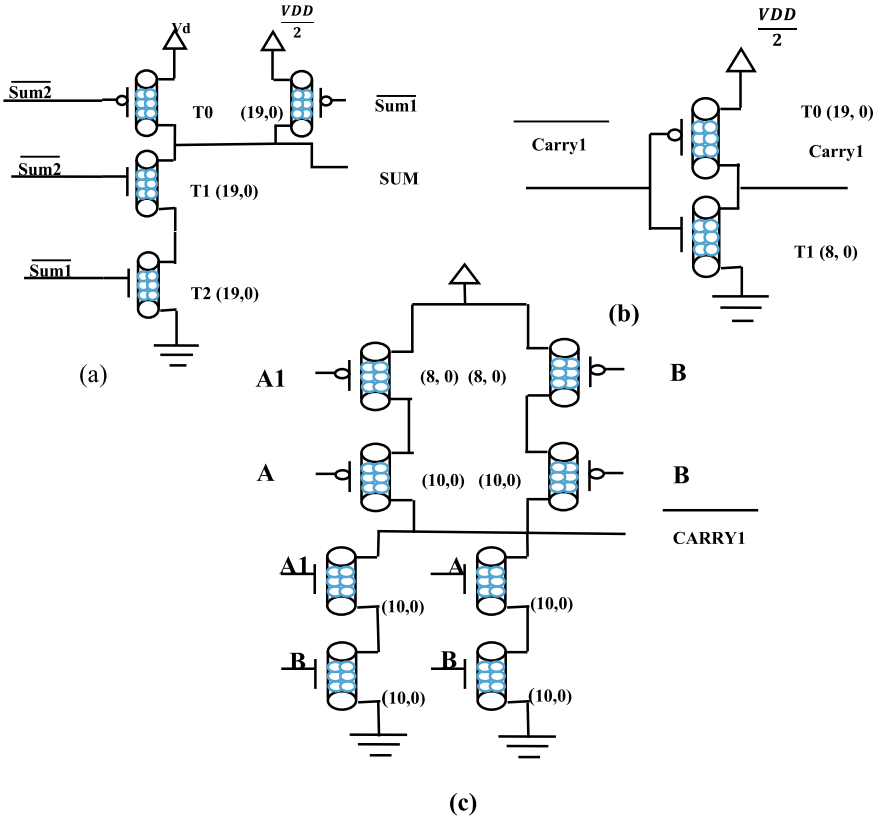 Vd
VDD
2
Sum2
T0
(19,0)
Sum1
Sum2
T1 (19,0)
SUM
Sum1
T2 (19,0)
(a)
VDD
2
T0 (19, 0)
Carry1
Carry1
T1 (8, 0)
(b)
A1
(8, 0) (8, 0)
B
A
(10,0) (10,0)
B
CARRY1
A1
A
(10,0)
(10,0)
B
B
(10,0)
(10,0)
(c)